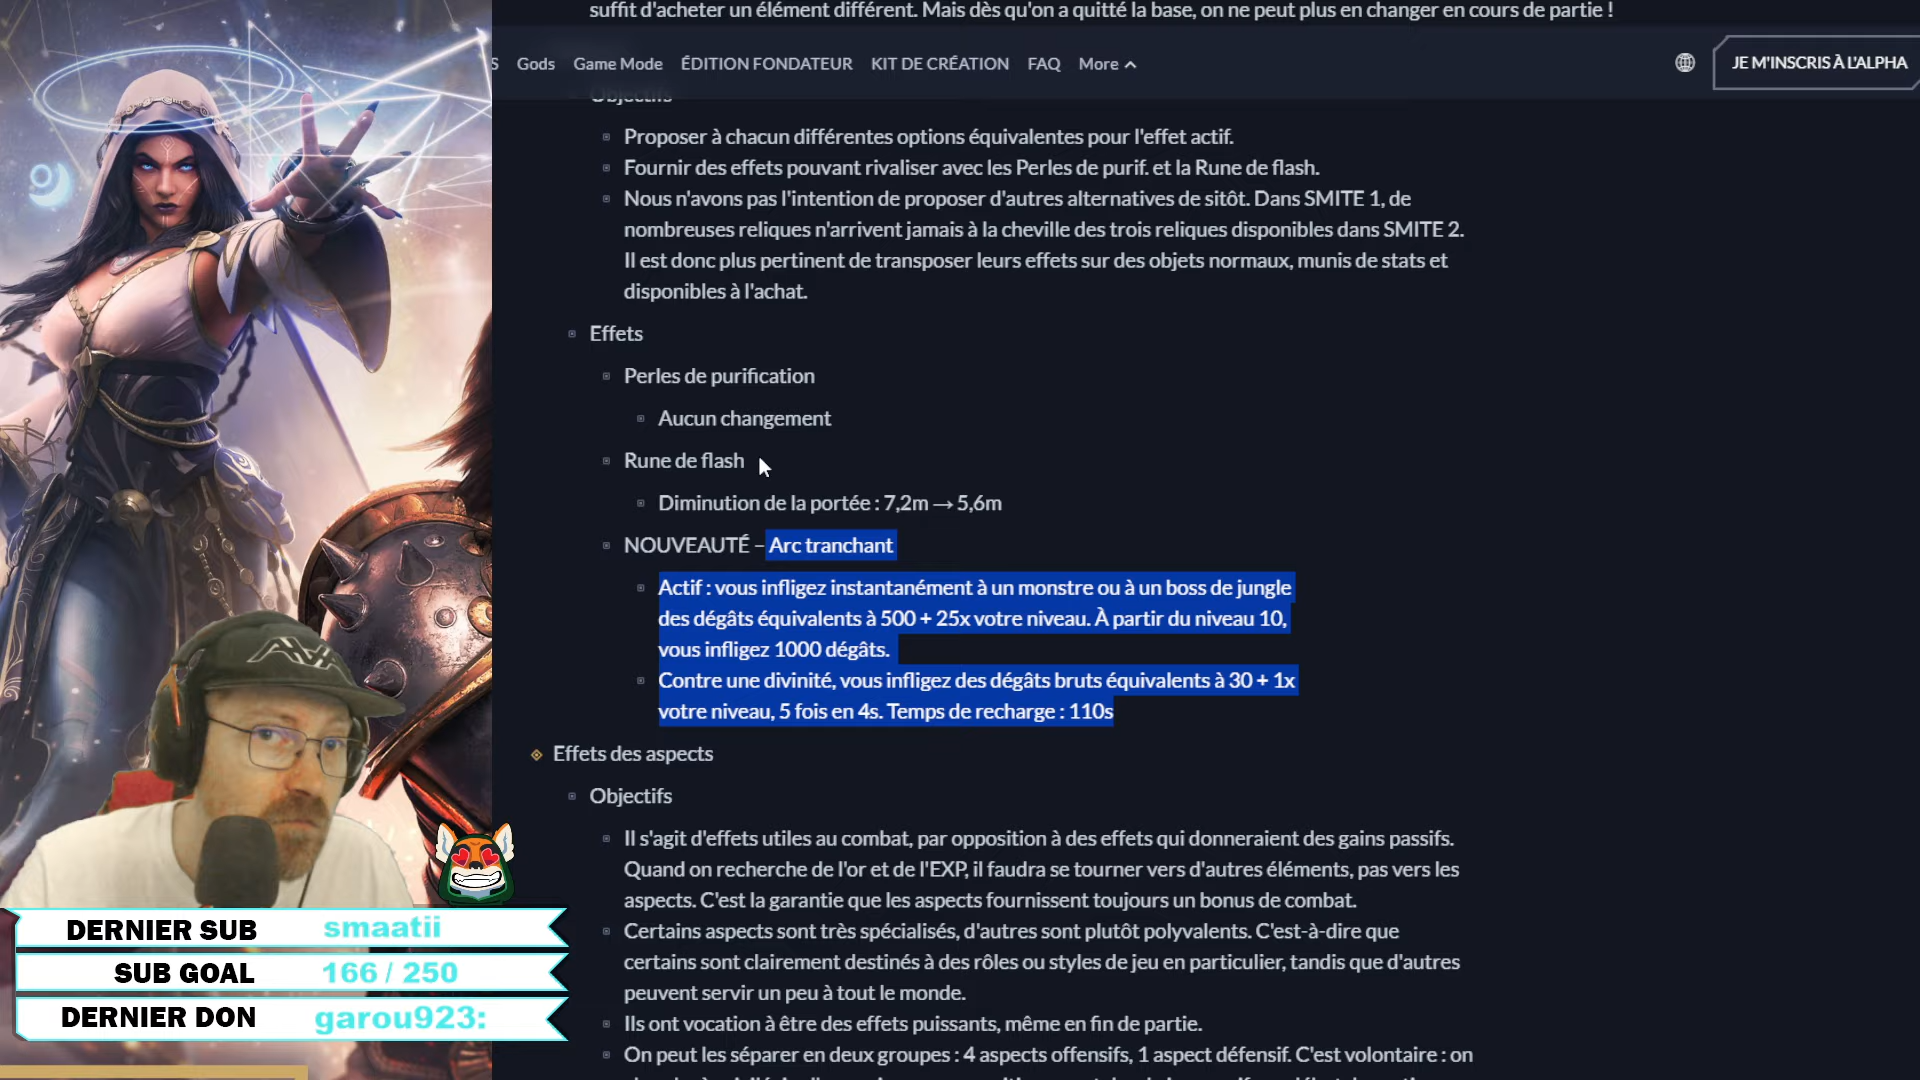 suffit d'acheter un élément différent. Mais dès qu'on a quitté la base, on ne peut plus en changer en cours de partie !
S Gods Game Mode ÉDITION FONDATEUR KIT DE CRÉATION FAQ More JE M'INSCRIS À L'ALPHA
Objectifs
Proposer à chacun différentes options équivalentes pour l'effet actif.
Fournir des effets pouvant rivaliser avec les Perles de purif. et la Rune de flash.
Nous n'avons pas l'intention de proposer d'autres alternatives de sitôt. Dans SMITE 1, de
nombreuses reliques n'arrivent jamais à la cheville des trois reliques disponibles dans SMITE 2.
Il est donc plus pertinent de transposer leurs effets sur des objets normaux, munis de stats et
disponibles à l'achat.
Effets
Perles de purification
Aucun changement
Rune de flash
Diminution de la portée : 7,2m → 5,6m
NOUVEAUTÉ – Arc tranchant
Actif : vous infligez instantanément à un monstre ou à un boss de jungle
des dégâts équivalents à 500 + 25x votre niveau. À partir du niveau 10,
vous infligez 1000 dégâts.
Contre une divinité, vous infligez des dégâts bruts équivalents à 30 + 1x
votre niveau, 5 fois en 4s. Temps de recharge : 110s
Effets des aspects
Objectifs
Il s'agit d'effets utiles au combat, par opposition à des effets qui donneraient des gains passifs.
Quand on recherche de l'or et de l'EXP, il faudra se tourner vers d'autres éléments, pas vers les
aspects. C'est la garantie que les aspects fournissent toujours un bonus de combat.
Certains aspects sont très spécialisés, d'autres sont plutôt polyvalents. C'est-à-dire que
certains sont clairement destinés à des rôles ou styles de jeu en particulier, tandis que d'autres
peuvent servir un peu à tout le monde.
Ils ont vocation à être des effets puissants, même en fin de partie.
On peut les séparer en deux groupes : 4 aspects offensifs, 1 aspect défensif. C'est volontaire : on
DERNIER SUB smaatii
SUB GOAL 166 / 250
DERNIER DON garou923: